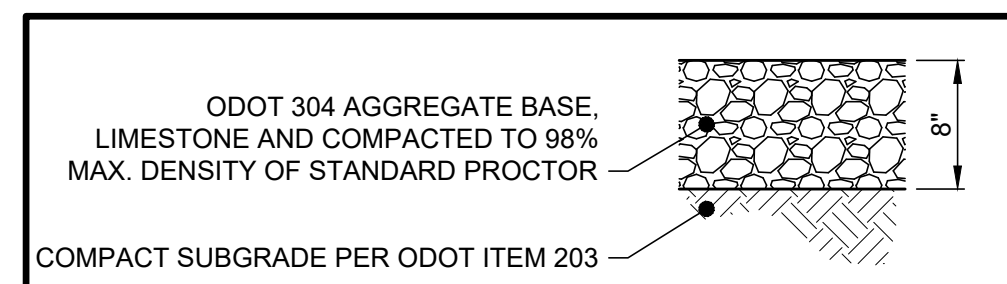 ODOT 304 AGGREGATE BASE,
LIMESTONE AND COMPACTED TO 98%
MAX. DENSITY OF STANDARD PROCTOR
8"
COMPACT SUBGRADE PER ODOT ITEM 203